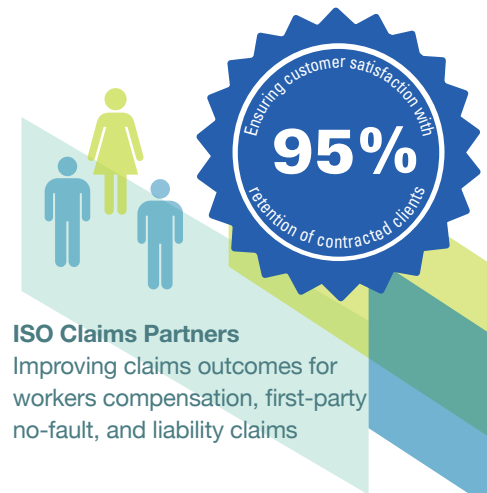 Ensuring customer satisfaction with
95%
retention of contracted clients
ISO Claims Partners
Improving claims outcomes for
workers compensation, first-party
no-fault, and liability claims